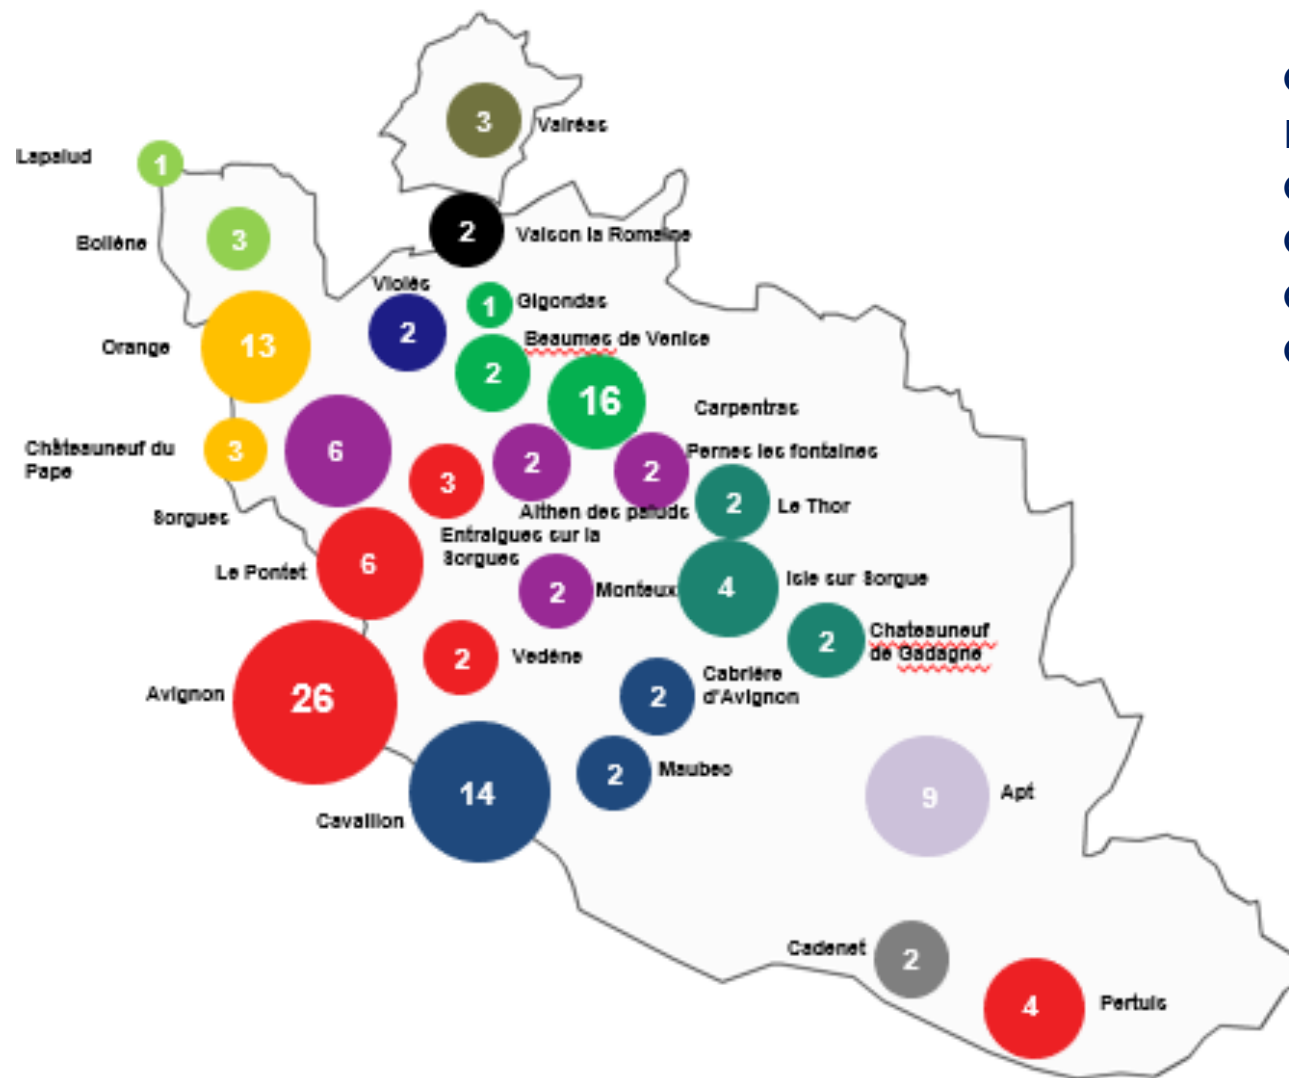 3
Valréas
Lapalud
1
2
Vaison la Romaine
Bollène
3
Violès
1
Gigondas
2
Orange
13
Beaumes de Venise
2
16
Carpentras
Châteauneuf du
Pape
3
6
3
2
2
Pernes les fontaines
2
Le Thor
Sorgues
Althen des paluds
Entraigues sur la
Sorgues
Le Pontet
6
2
Monteux
4
Isle sur Sorgue
2
Chateauneuf
de Gadagne
2
Vedène
Avignon
26
2
Cabrière
d'Avignon
2
Maubec
Cavaillon
14
9
Apt
Cadenet
2
4
Pertuis